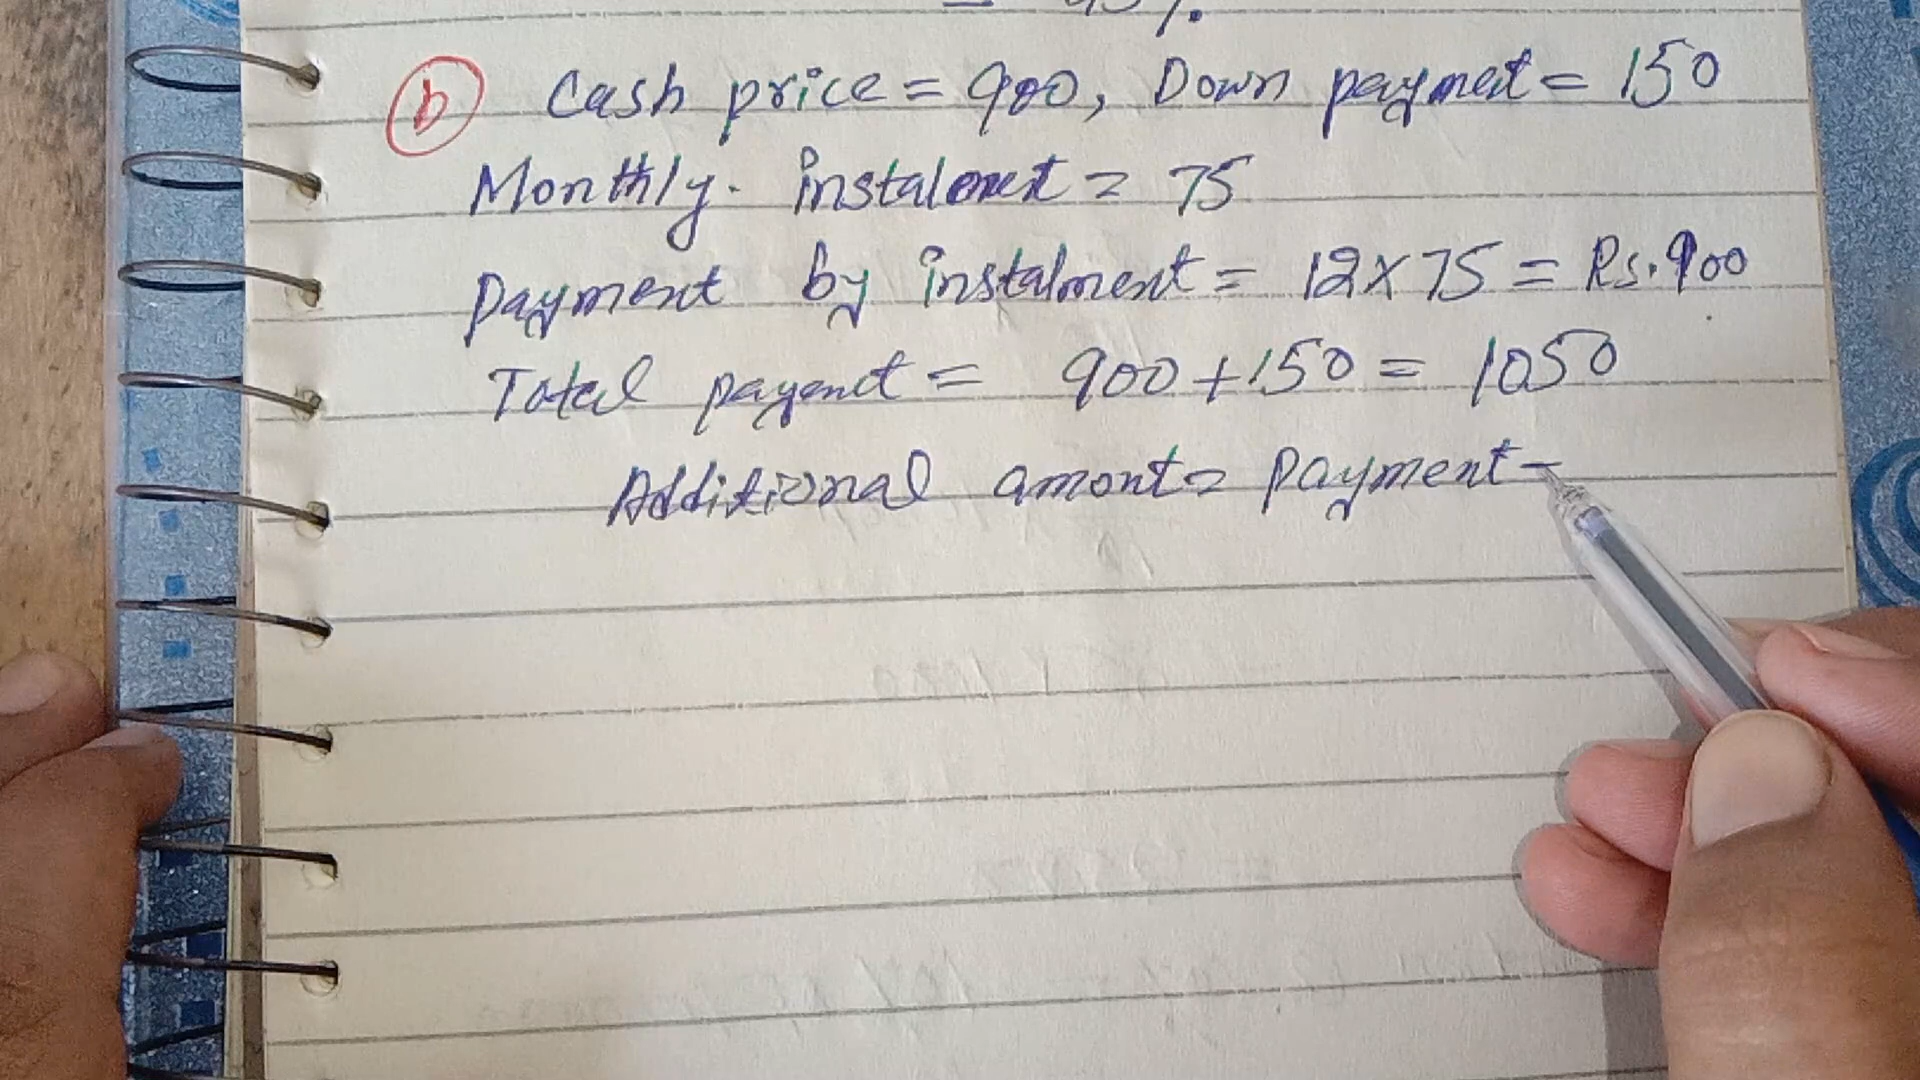 b Cash price = 900, Down payment = 150
Monthly. instalment = 75
Payment by instalment = 12 x 75 = Rs. 900
Total payment = 900 + 150 = 1050
Additional amont = Payment -